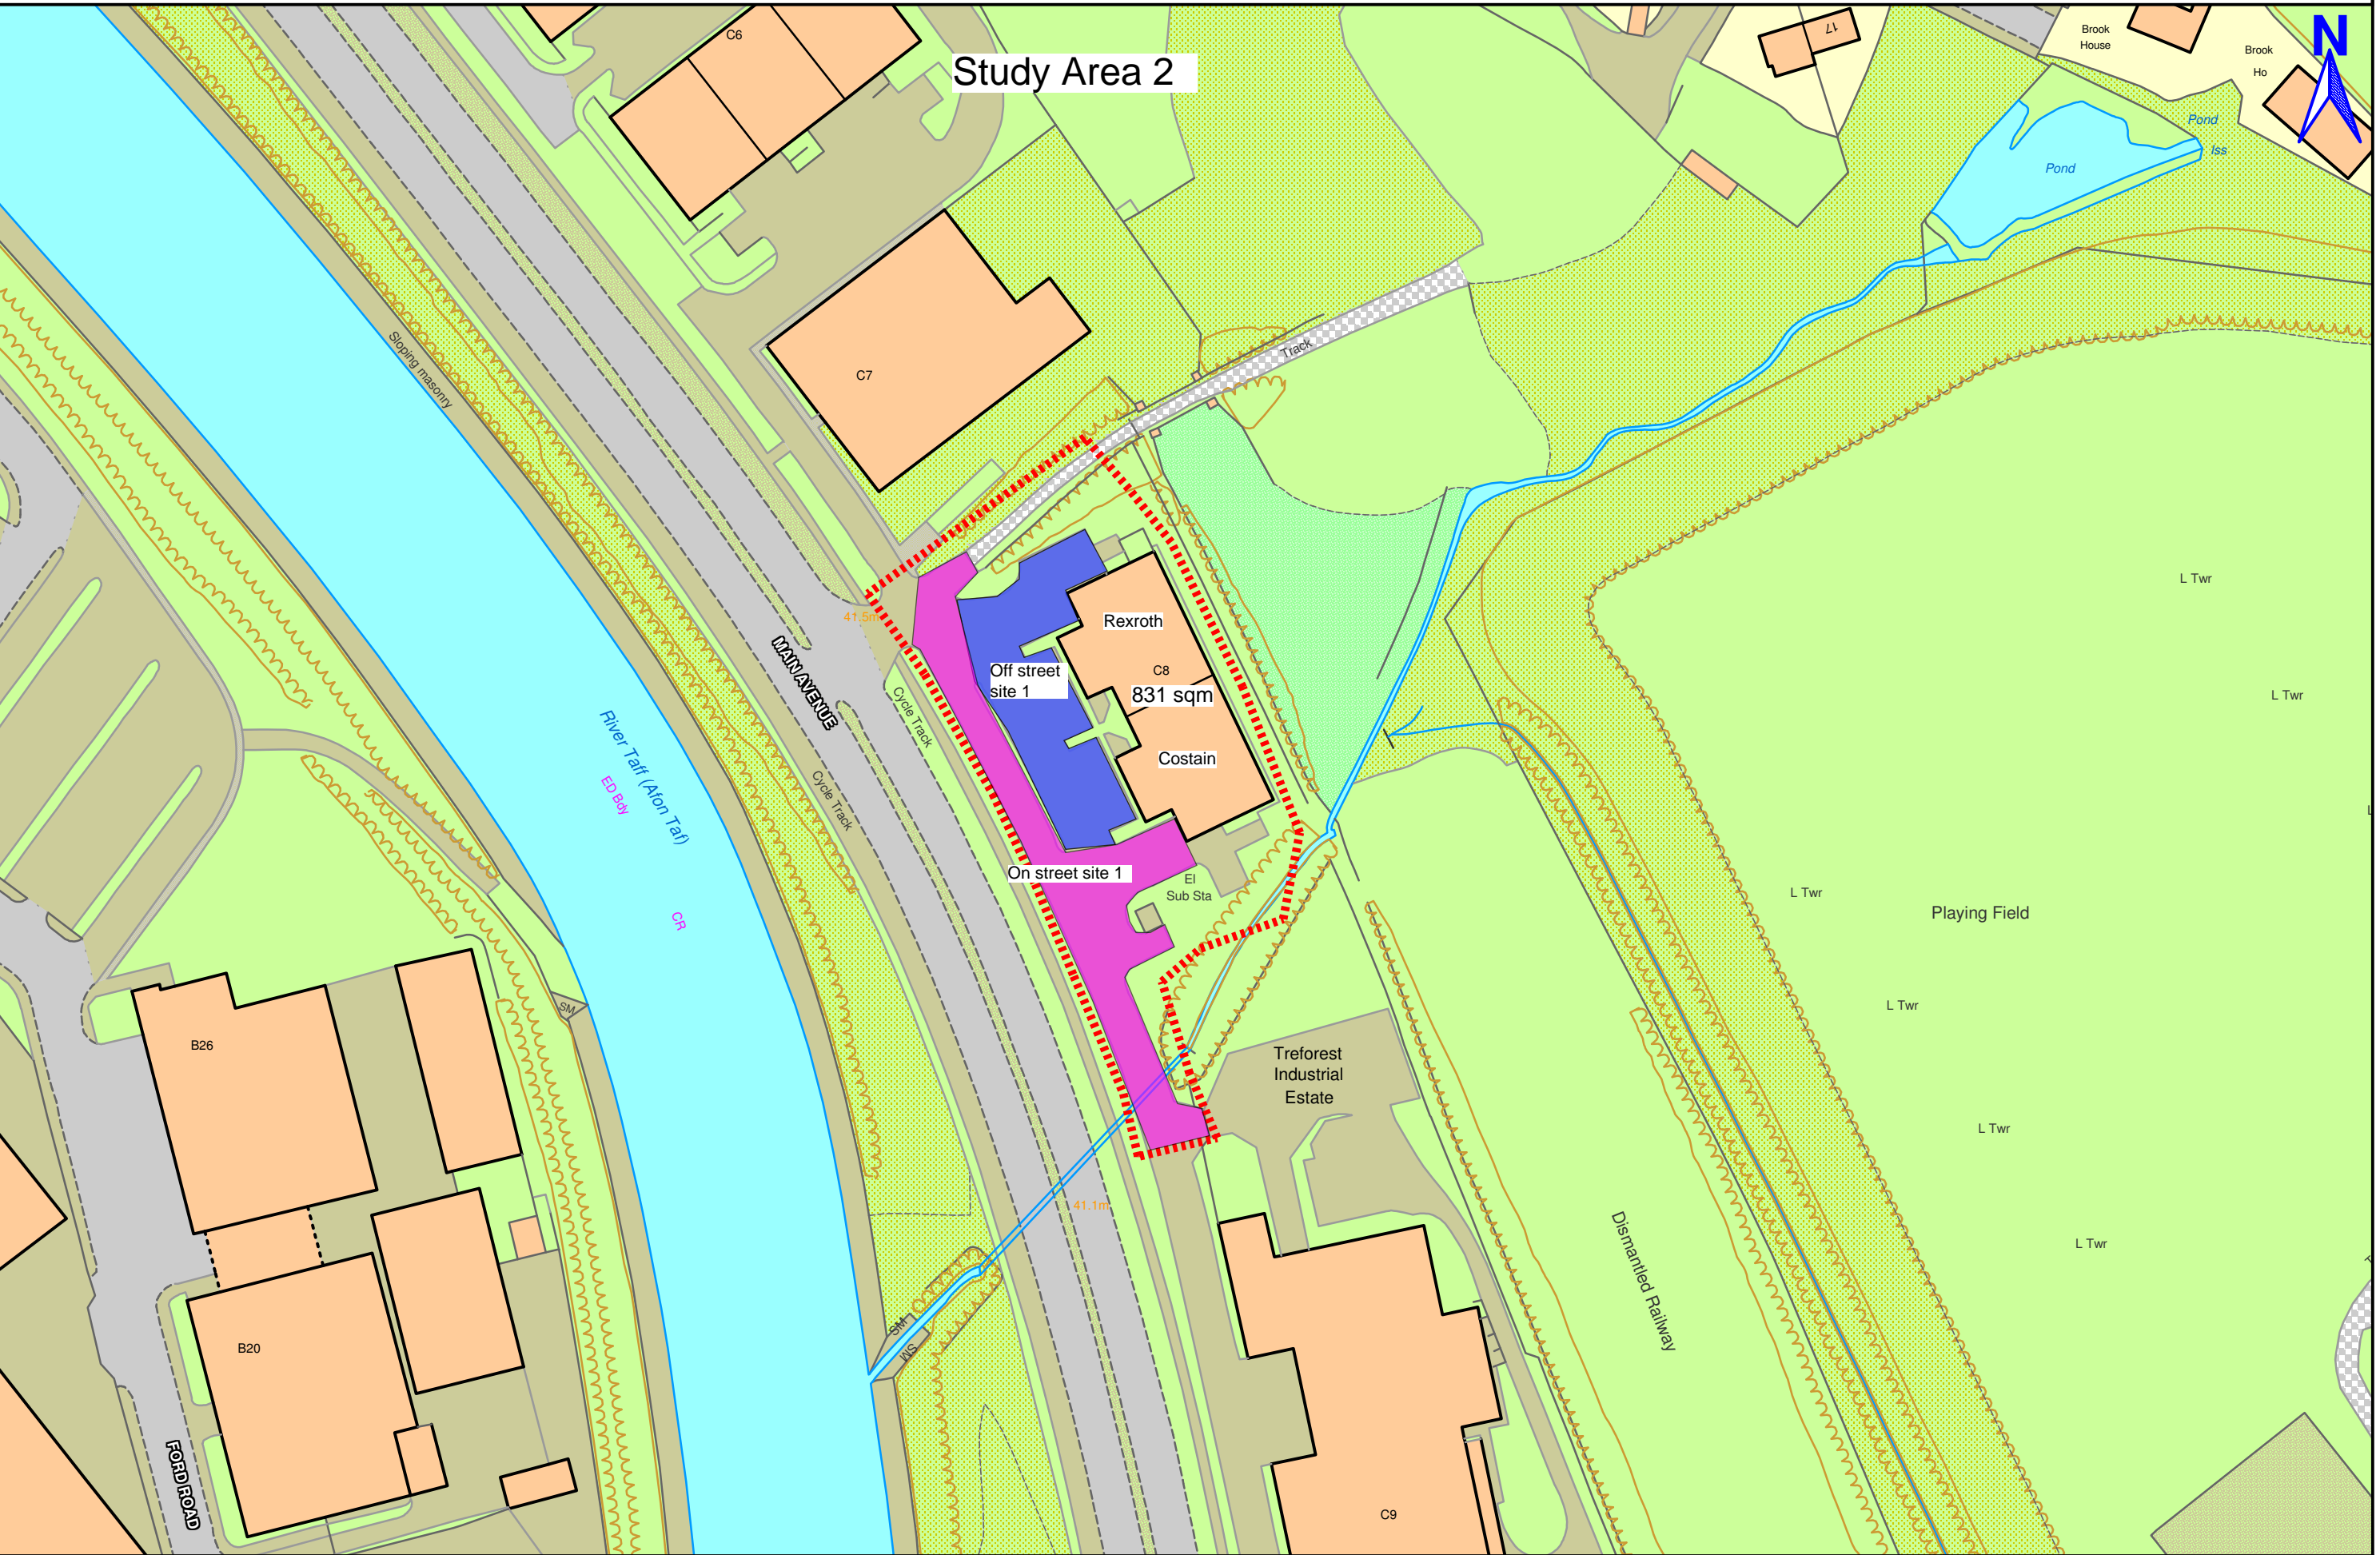 C6
Study Area 2
17
Brook
House
Brook
Ho
N
Pond
Iss
Pond
Sloping masonry
Track
C7
41.5m
MAIN AVENUE
Cycle Track
Cycle Track
Rexroth
C8
831 sqm
Costain
Off street
site 1
On street site 1
El
Sub Sta
River Taff (Afon Taf)
ED Bdy
CR
L Twr
L Twr
L Twr
Playing Field
L Twr
L Twr
L Twr
SM
B26
Treforest
Industrial
Estate
41.1m
Dismantled Railway
SM
SM
B20
FORD ROAD
C9